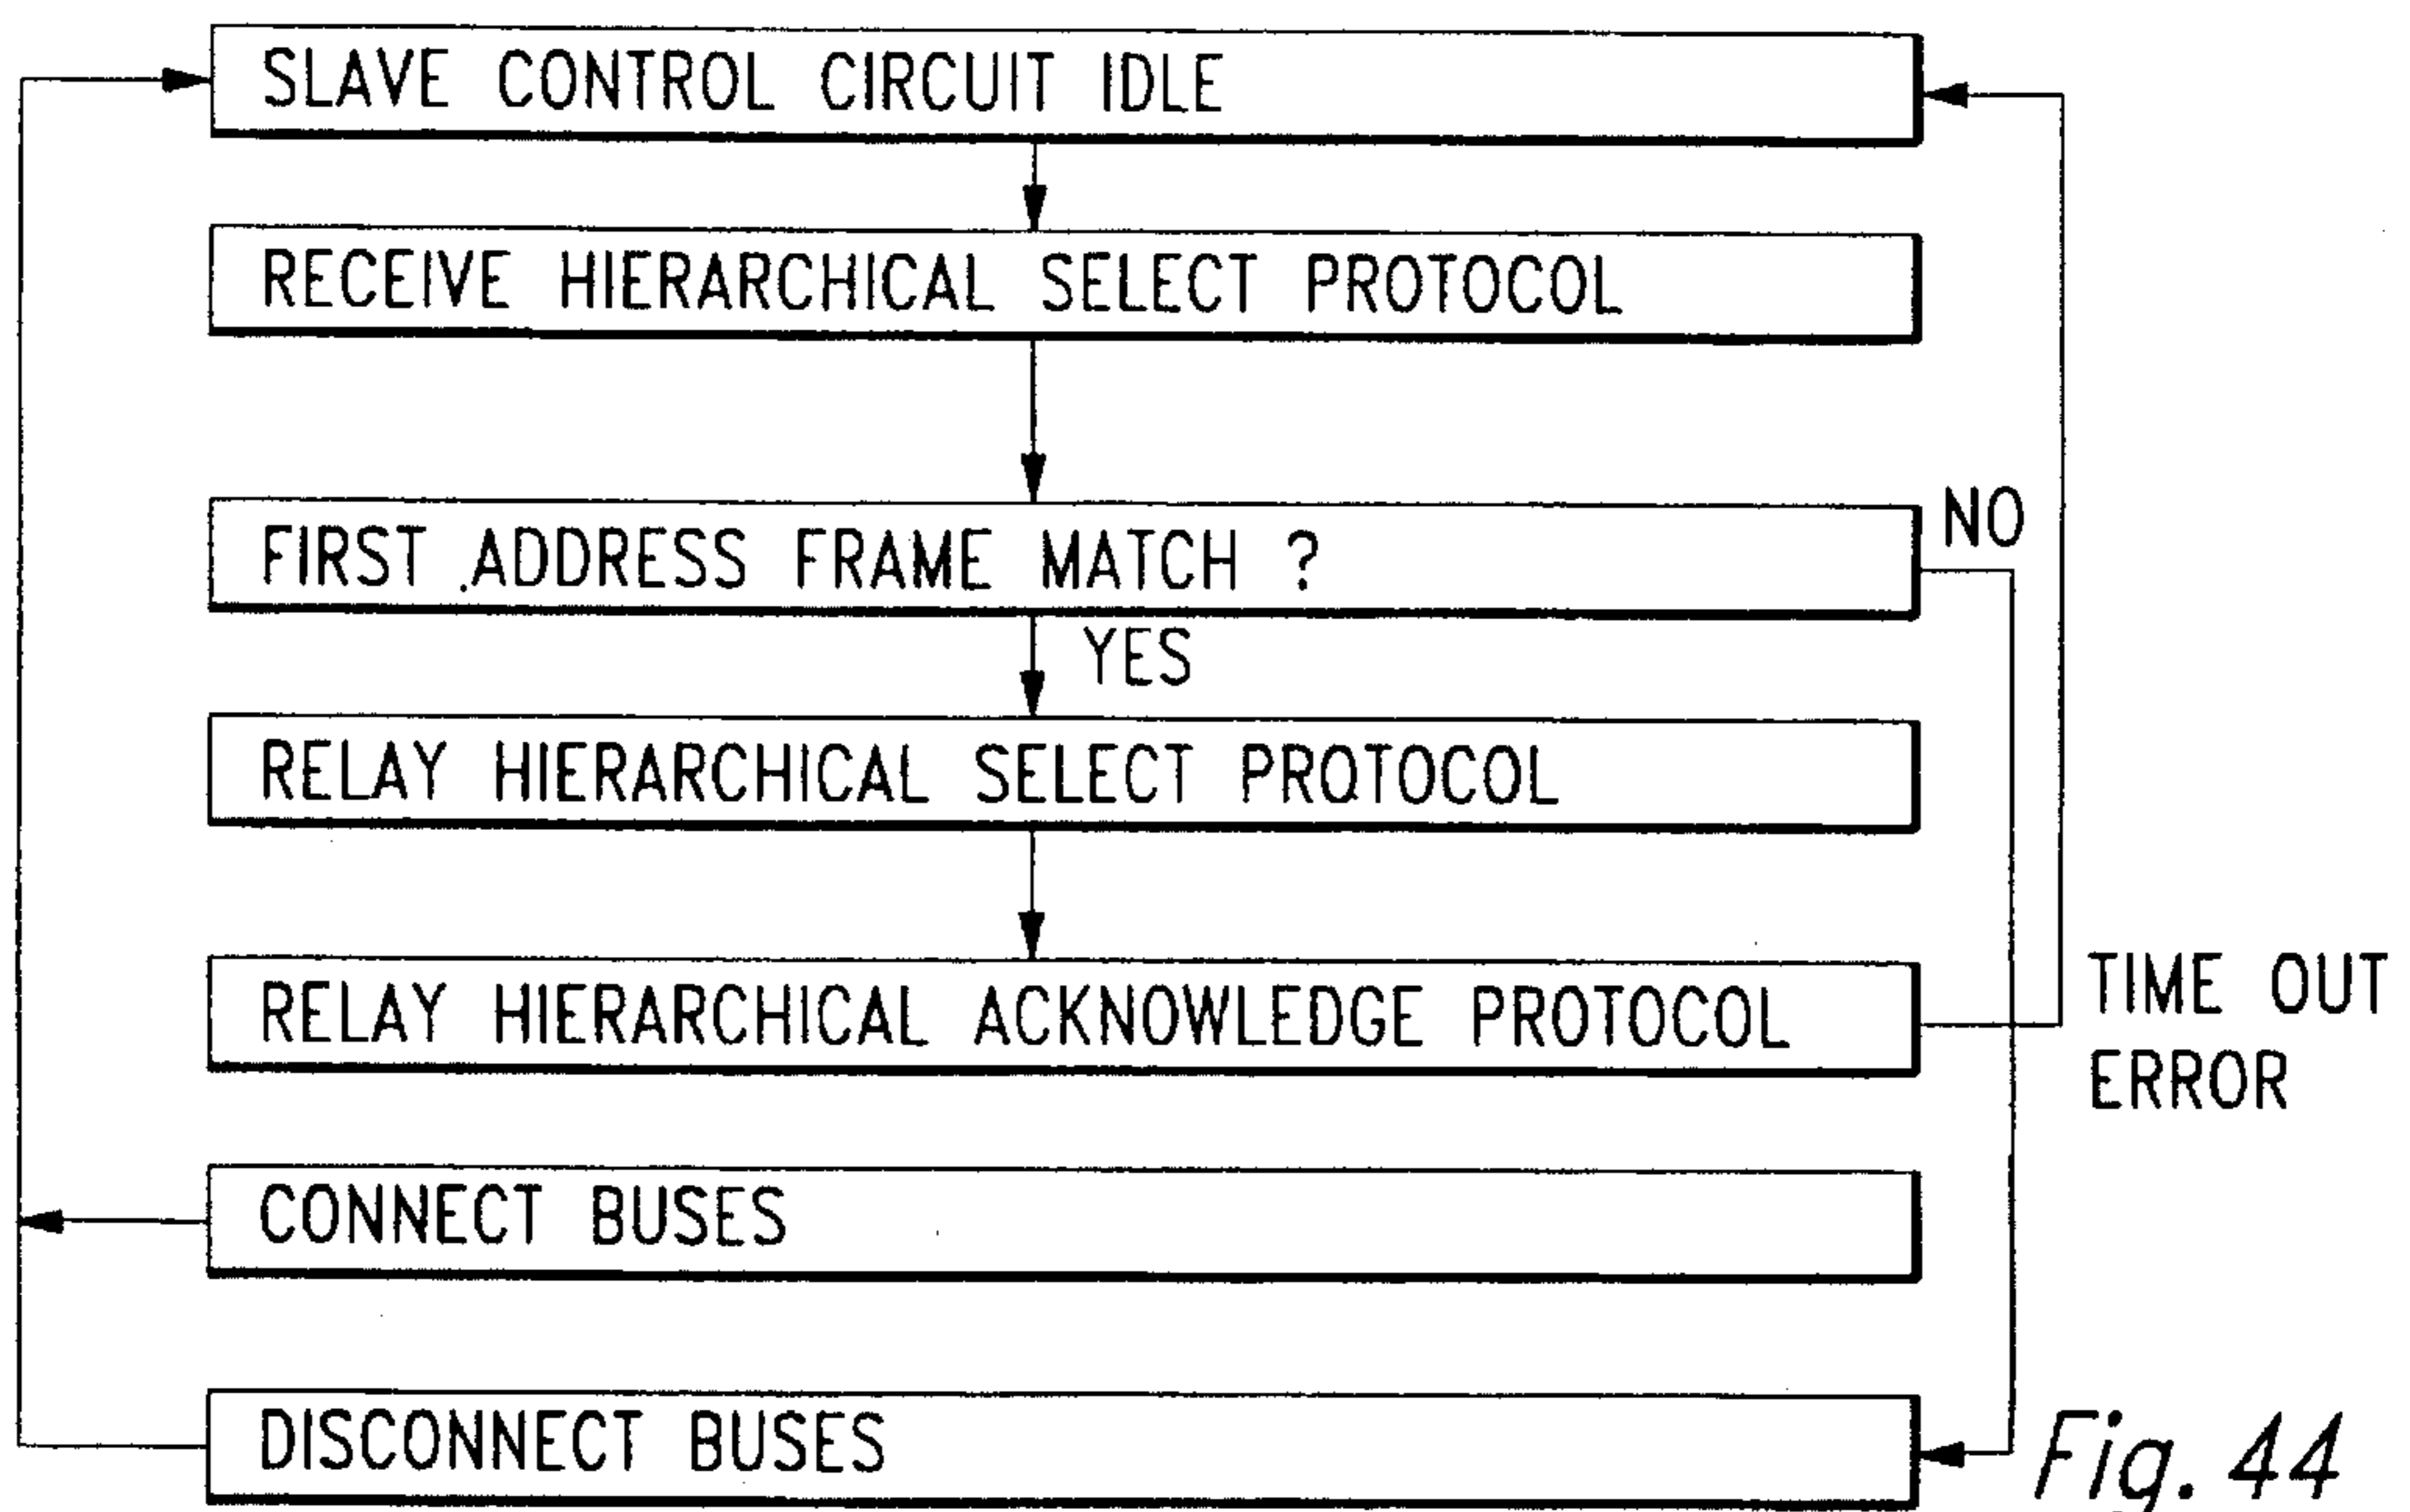 SLAVE CONTROL CIRCUIT IDLE
RECEIVE HIERARCHICAL SELECT PROTOCOL
FIRST ADDRESS FRAME MATCH ?
NO
YES
RELAY HIERARCHICAL SELECT PROTOCOL
RELAY HIERARCHICAL ACKNOWLEDGE PROTOCOL
TIME OUT
ERROR
CONNECT BUSES
DISCONNECT BUSES
Fig. 44